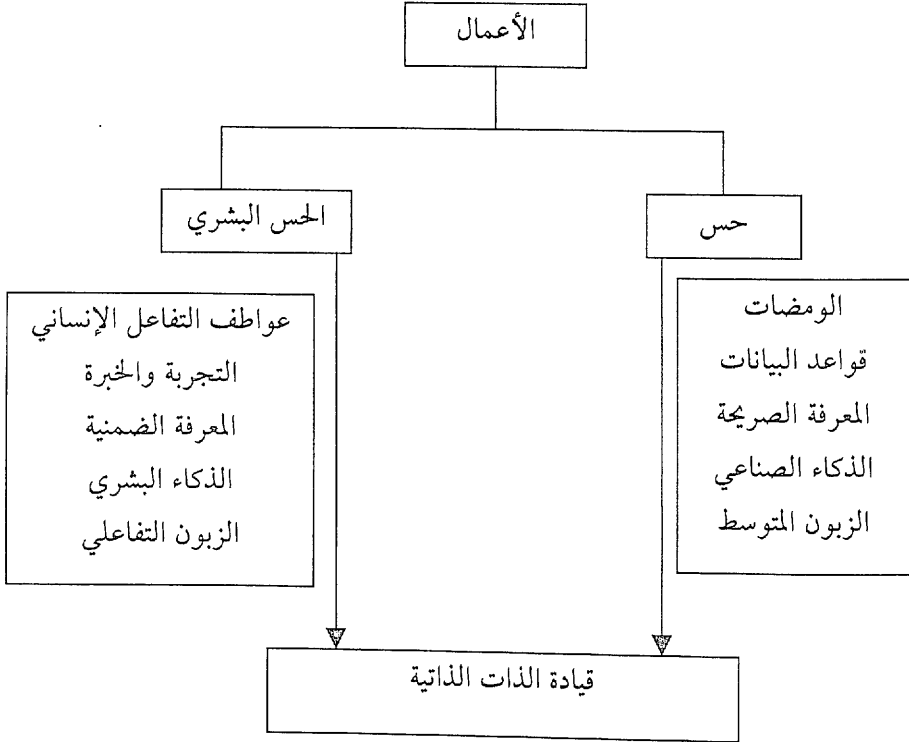 الأعمال
حس
الحس البشري
الومضات
قواعد البيانات
المعرفة الصريحة
الذكاء الصناعي
الزبون المتوسط
عواطف التفاعل الإنساني
التجربة والخبرة
المعرفة الضمنية
الذكاء البشري
الزبون التفاعلي
قيادة الذات الذاتية